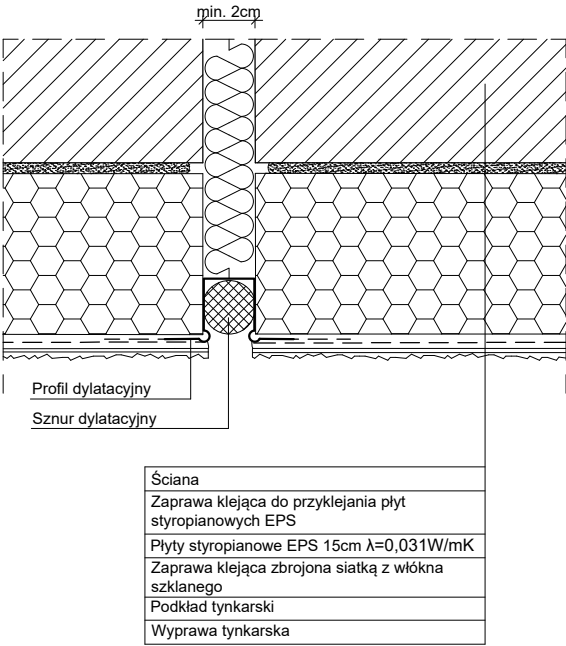 min. 2cm
Profil dylatacyjny
Sznur dylatacyjny
Ściana
Zaprawa klejąca do przyklejania płyt
styropianowych EPS
Płyty styropianowe EPS 15cm λ=0,031W/mK
Zaprawa klejąca zbrojona siatką z włókna
szklanego
Podkład tynkarski
Wyprawa tynkarska